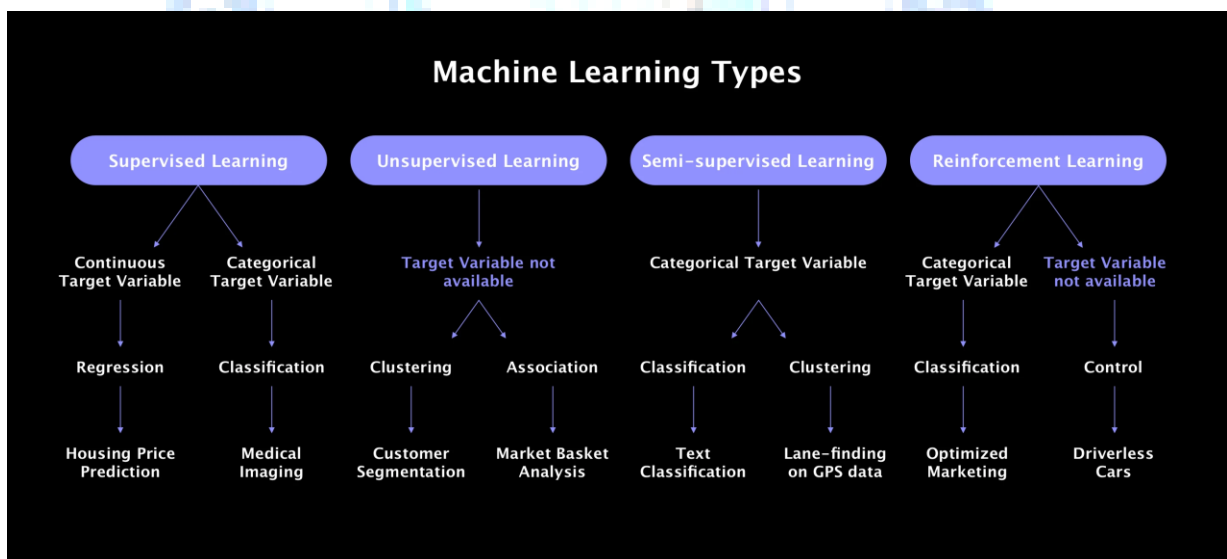 Machine Learning Types
Supervised Learning
Unsupervised Learning
Semi-supervised Learning
Reinforcement Learning
Continuous
Target Variable
Categorical
Target Variable
Target Variable not
available
Categorical Target Variable
Categorical
Target Variable
Target Variable
not available
Regression
Classification
Clustering
Association
Classification
Clustering
Classification
Control
Housing Price
Prediction
Medical
Imaging
Customer
Segmentation
Market Basket
Analysis
Text
Classification
Lane-finding
on GPS data
Optimized
Marketing
Driverless
Cars